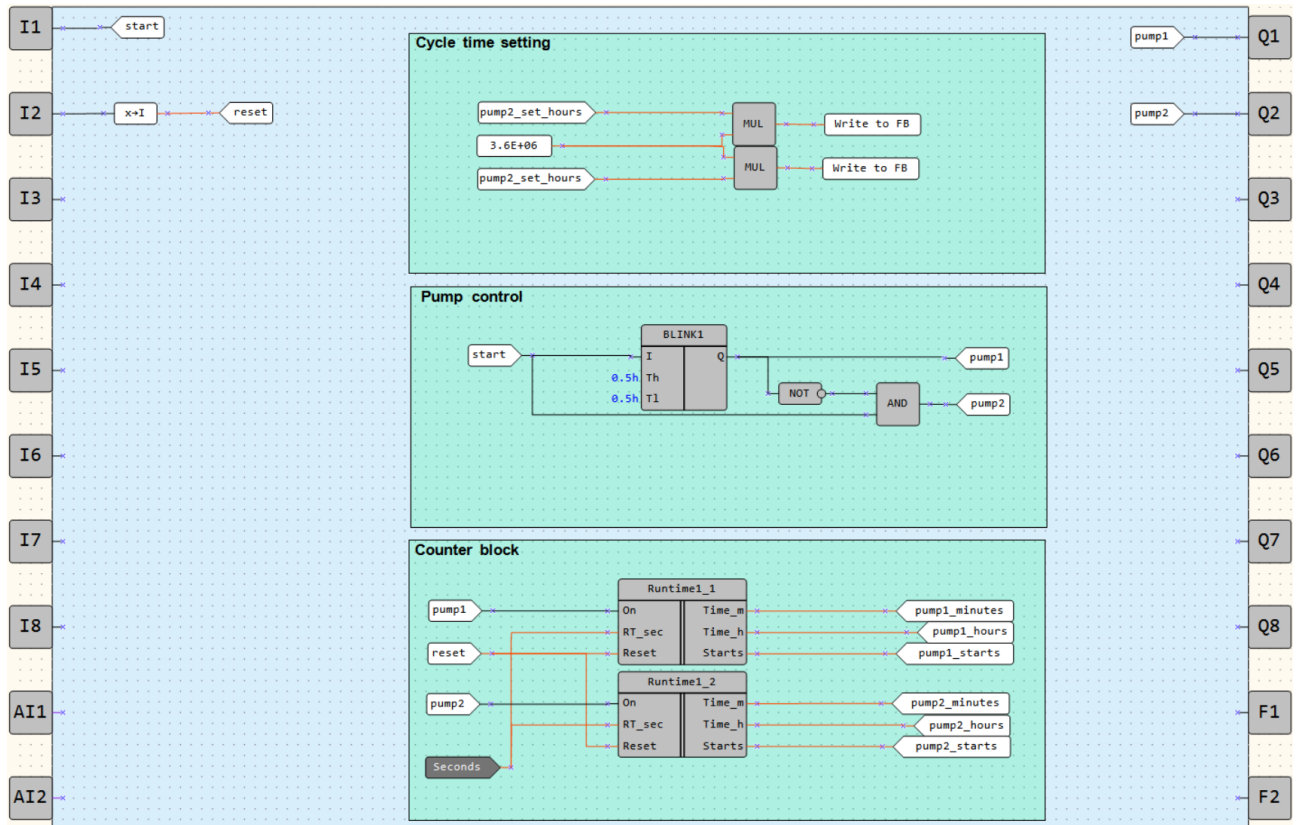 I1
start
Cycle time setting
pump1
Q1
I2
x→I
reset
pump2_set_hours
MUL
Write to FB
pump2
Q2
3.6E+06
MUL
Write to FB
pump2_set_hours
I3
Q3
I4
Q4
Pump control
BLINK1
start
I
Q
pump1
I5
0.5h
Th
Q5
0.5h
Tl
NOT
AND
pump2
I6
Q6
I7
Q7
Counter block
Runtime1_1
pump1
On
Time_m
pump1_minutes
I8
RT_sec
Time_h
pump1_hours
Q8
reset
Reset
Starts
pump1_starts
Runtime1_2
pump2
On
Time_m
pump2_minutes
AI1
F1
RT_sec
Time_h
pump2_hours
Reset
Starts
pump2_starts
Seconds
AI2
F2